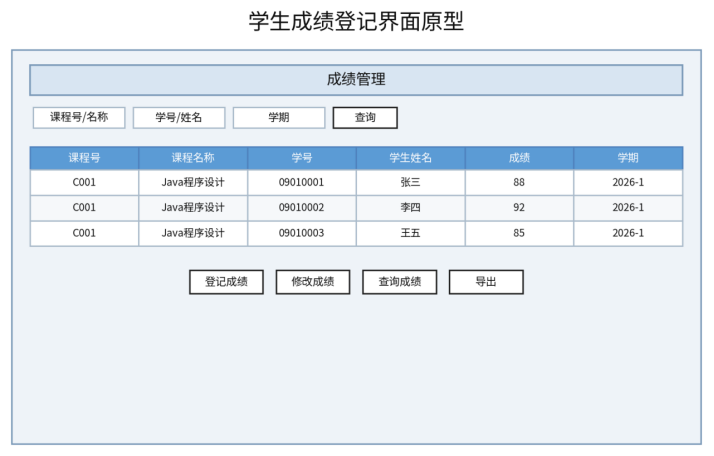 学生成绩登记界面原型
成绩管理
课程号/名称 学号/姓名 学期 查询
课程号 课程名称 学号 学生姓名 成绩 学期
C001 Java程序设计 09010001 张三 88 2026-1
C001 Java程序设计 09010002 李四 92 2026-1
C001 Java程序设计 09010003 王五 85 2026-1
登记成绩 修改成绩 查询成绩 导出